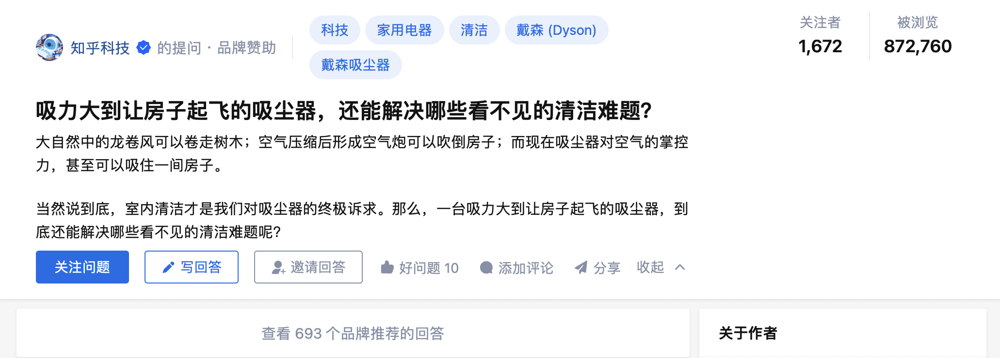 科技 家用电器 清洁 戴森 (Dyson)
戴森吸尘器
知乎科技 的提问 · 品牌赞助
关注者 被浏览
1,672 872,760
吸力大到让房子起飞的吸尘器，还能解决哪些看不见的清洁难题？
大自然中的龙卷风可以卷走树木；空气压缩后形成空气炮可以吹倒房子；而现在吸尘器对空气的掌控
力，甚至可以吸住一间房子。
当然说到底，室内清洁才是我们对吸尘器的终极诉求。那么，一台吸力大到让房子起飞的吸尘器，到
底还能解决哪些看不见的清洁难题呢？
关注问题 写回答 邀请回答 好问题 10 添加评论 分享 收起
查看 693 个品牌推荐的回答
关于作者